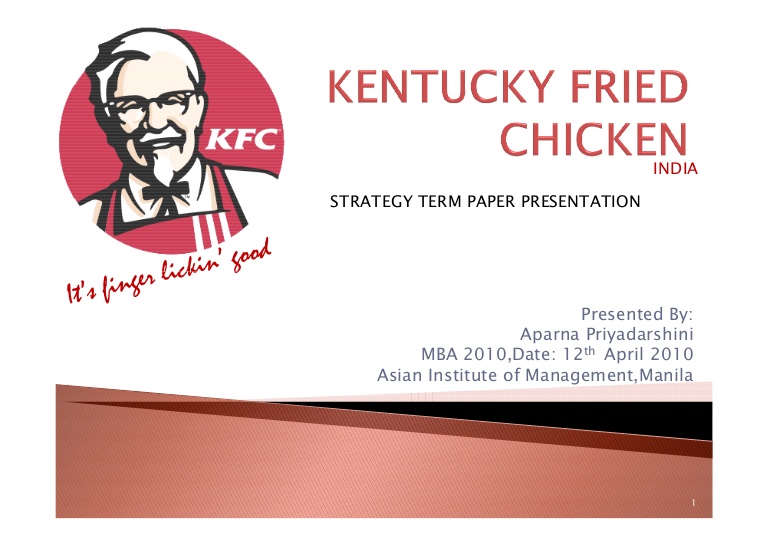 KFC
It's finger lickin' good
KENTUCKY FRIED
CHICKEN
INDIA
STRATEGY TERM PAPER PRESENTATION
Presented By:
Aparna Priyadarshini
MBA 2010,Date: 12th April 2010
Asian Institute of Management,Manila
1